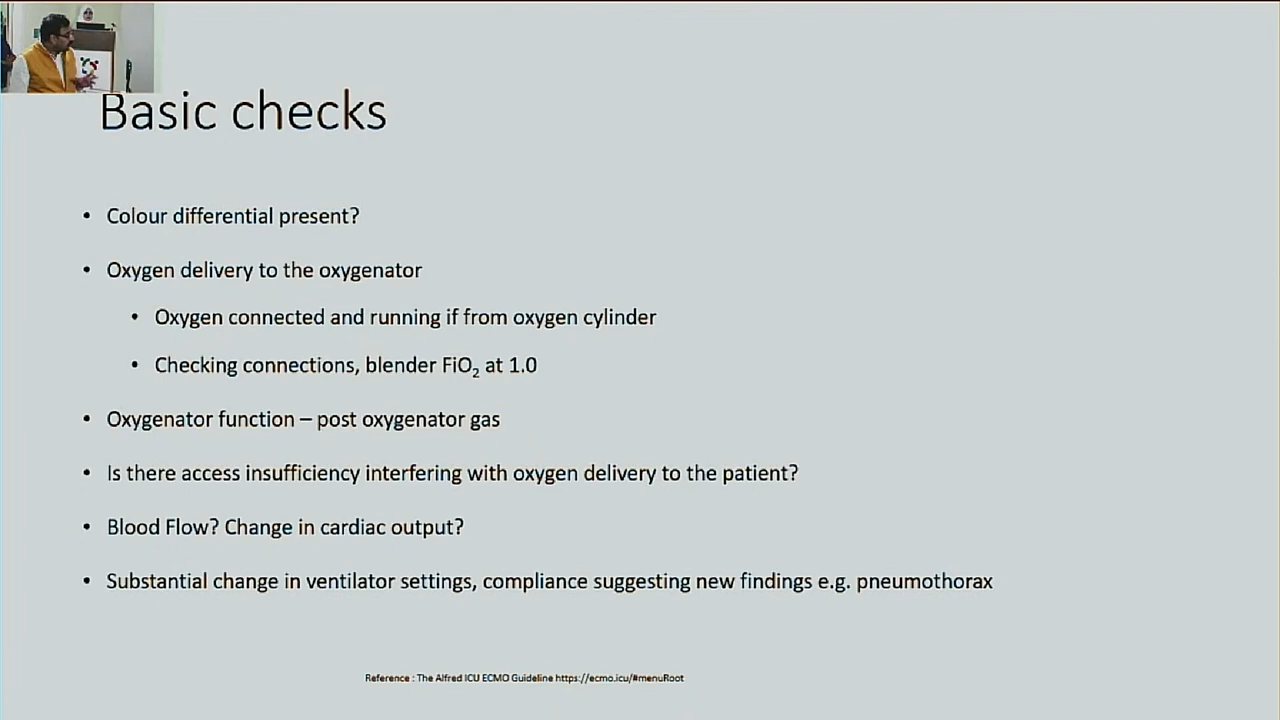 Basic checks
• Colour differential present?
• Oxygen delivery to the oxygenator
• Oxygen connected and running if from oxygen cylinder
• Checking connections, blender FiO₂ at 1.0
• Oxygenator function – post oxygenator gas
• Is there access insufficiency interfering with oxygen delivery to the patient?
• Blood Flow? Change in cardiac output?
• Substantial change in ventilator settings, compliance suggesting new findings e.g. pneumothorax
Reference : The Alfred ICU ECMO Guideline https://ecmo.icu/#menuRoot